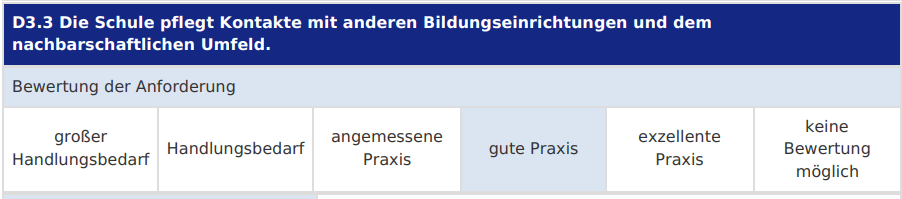 D3.3 Die Schule pflegt Kontakte mit anderen Bildungseinrichtungen und dem
nachbarschaftlichen Umfeld.
Bewertung der Anforderung
großer
Handlungsbedarf
Handlungsbedarf
angemessene
Praxis
gute Praxis
exzellente
Praxis
keine
Bewertung
möglich